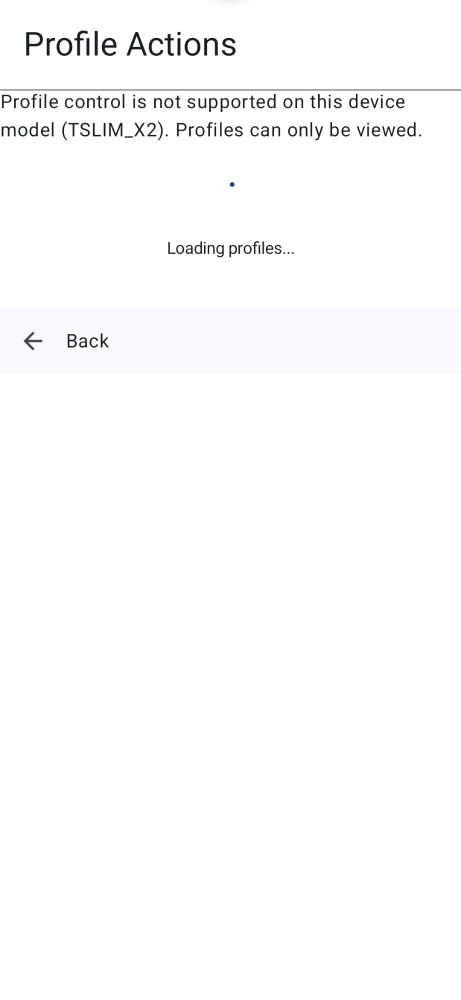 Profile Actions
Profile control is not supported on this device
model (TSLIM_X2). Profiles can only be viewed.
Loading profiles...
Back